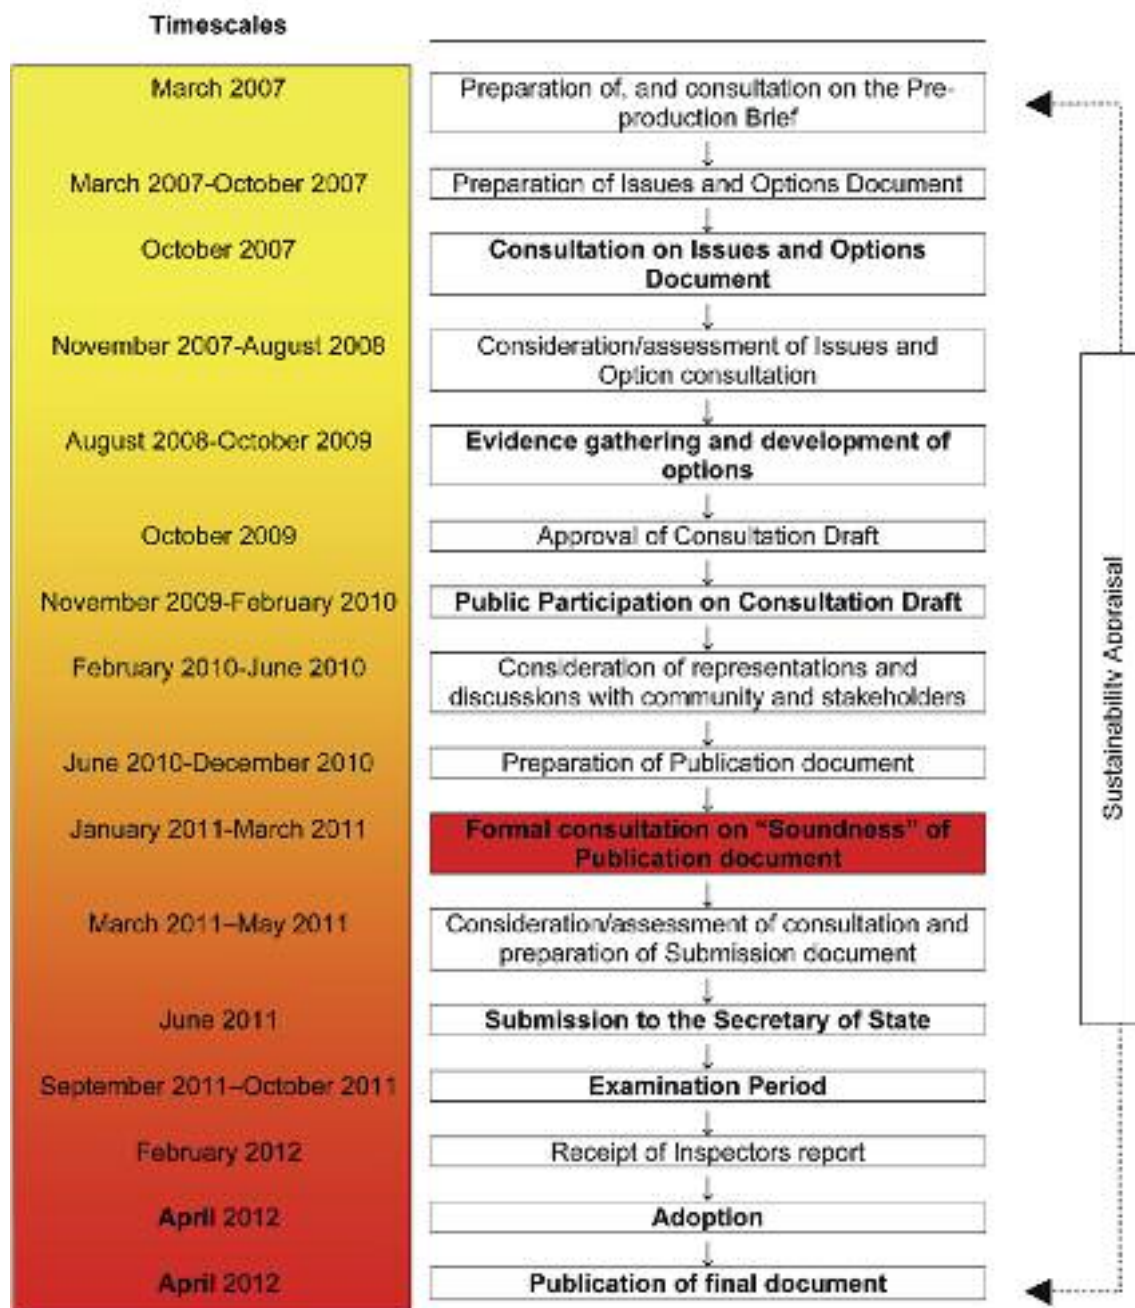 Timescales
March 2007
Preparation of, and consultation on the Pre-
production Brief
March 2007-October 2007
Preparation of Issues and Options Document
October 2007
Consultation on Issues and Options
Document
November 2007-August 2008
Consideration/assessment of Issues and
Option consultation
August 2008-October 2009
Evidence gathering and development of
options
October 2009
Approval of Consultation Draft
November 2009-February 2010
Public Participation on Consultation Draft
February 2010-June 2010
Consideration of representations and
discussions with community and stakeholders
June 2010-December 2010
Preparation of Publication document
January 2011-March 2011
Formal consultation on "Soundness" of
Publication document
March 2011–May 2011
Consideration/assessment of consultation and
preparation of Submission document
June 2011
Submission to the Secretary of State
September 2011–October 2011
Examination Period
February 2012
Receipt of Inspectors report
April 2012
Adoption
April 2012
Publication of final document
Sustainability Appraisal